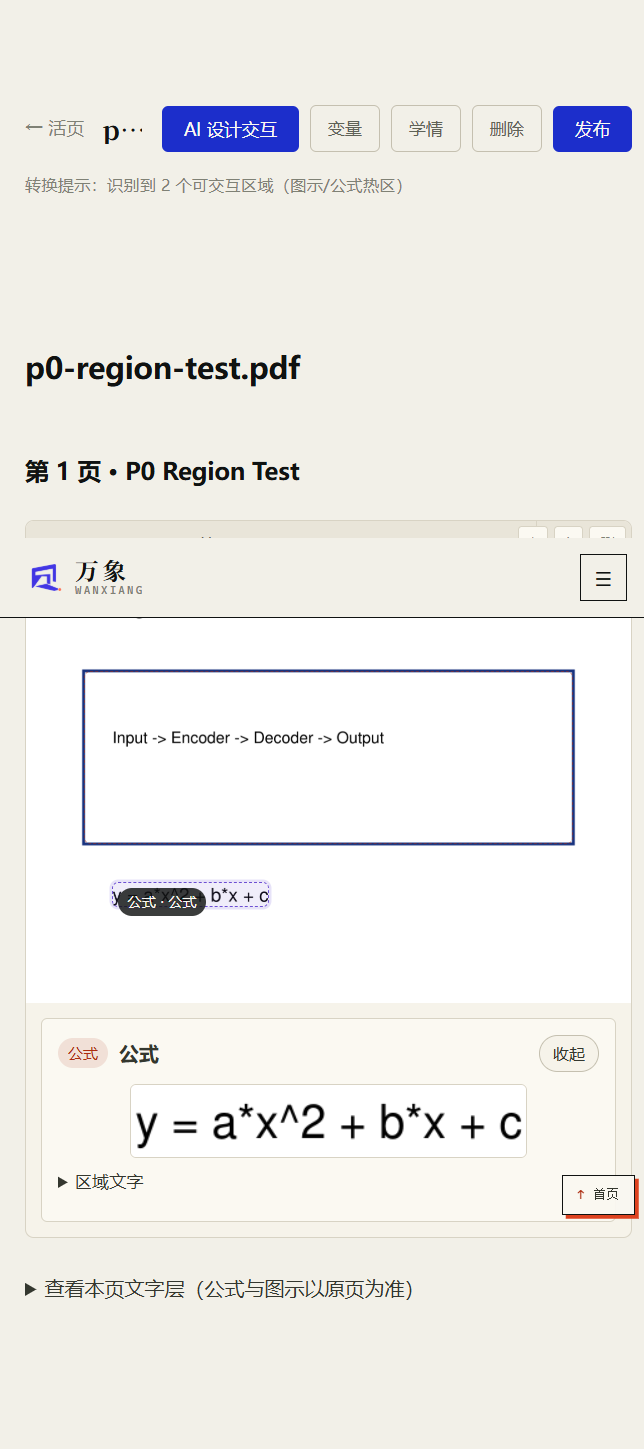 ← 活页 p… AI 设计交互 变量 学情 删除 发布
转换提示：识别到 2 个可交互区域（图示/公式热区）
p0-region-test.pdf
第 1 页 • P0 Region Test
万象
WANXIANG
☰
Input -> Encoder -> Decoder -> Output
y = a*x^2 + b*x + c
公式 · 公式
公式 公式 收起
y = a*x^2 + b*x + c
▶ 区域文字
↑ 首页
▶ 查看本页文字层（公式与图示以原页为准）